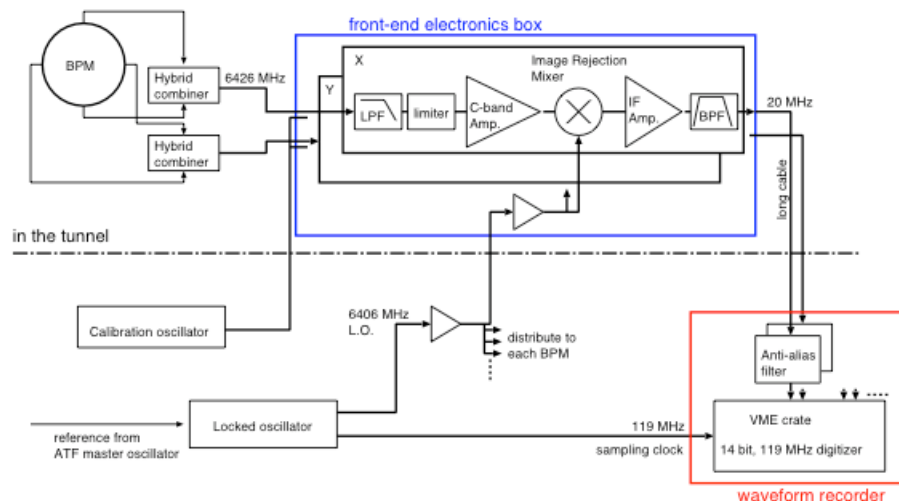 front-end electronics box
BPM
Hybrid
combiner
6426 MHz
Hybrid
combiner
X
Y
Image Rejection
Mixer
LPF
limiter
C-band
Amp.
IF
Amp.
BPF
20 MHz
long cable
in the tunnel
Calibration oscillator
6406 MHz
L.O.
distribute to
each BPM
Anti-alias
filter
Locked oscillator
reference from
ATF master oscillator
119 MHz
sampling clock
VME crate
14 bit, 119 MHz digitizer
waveform recorder